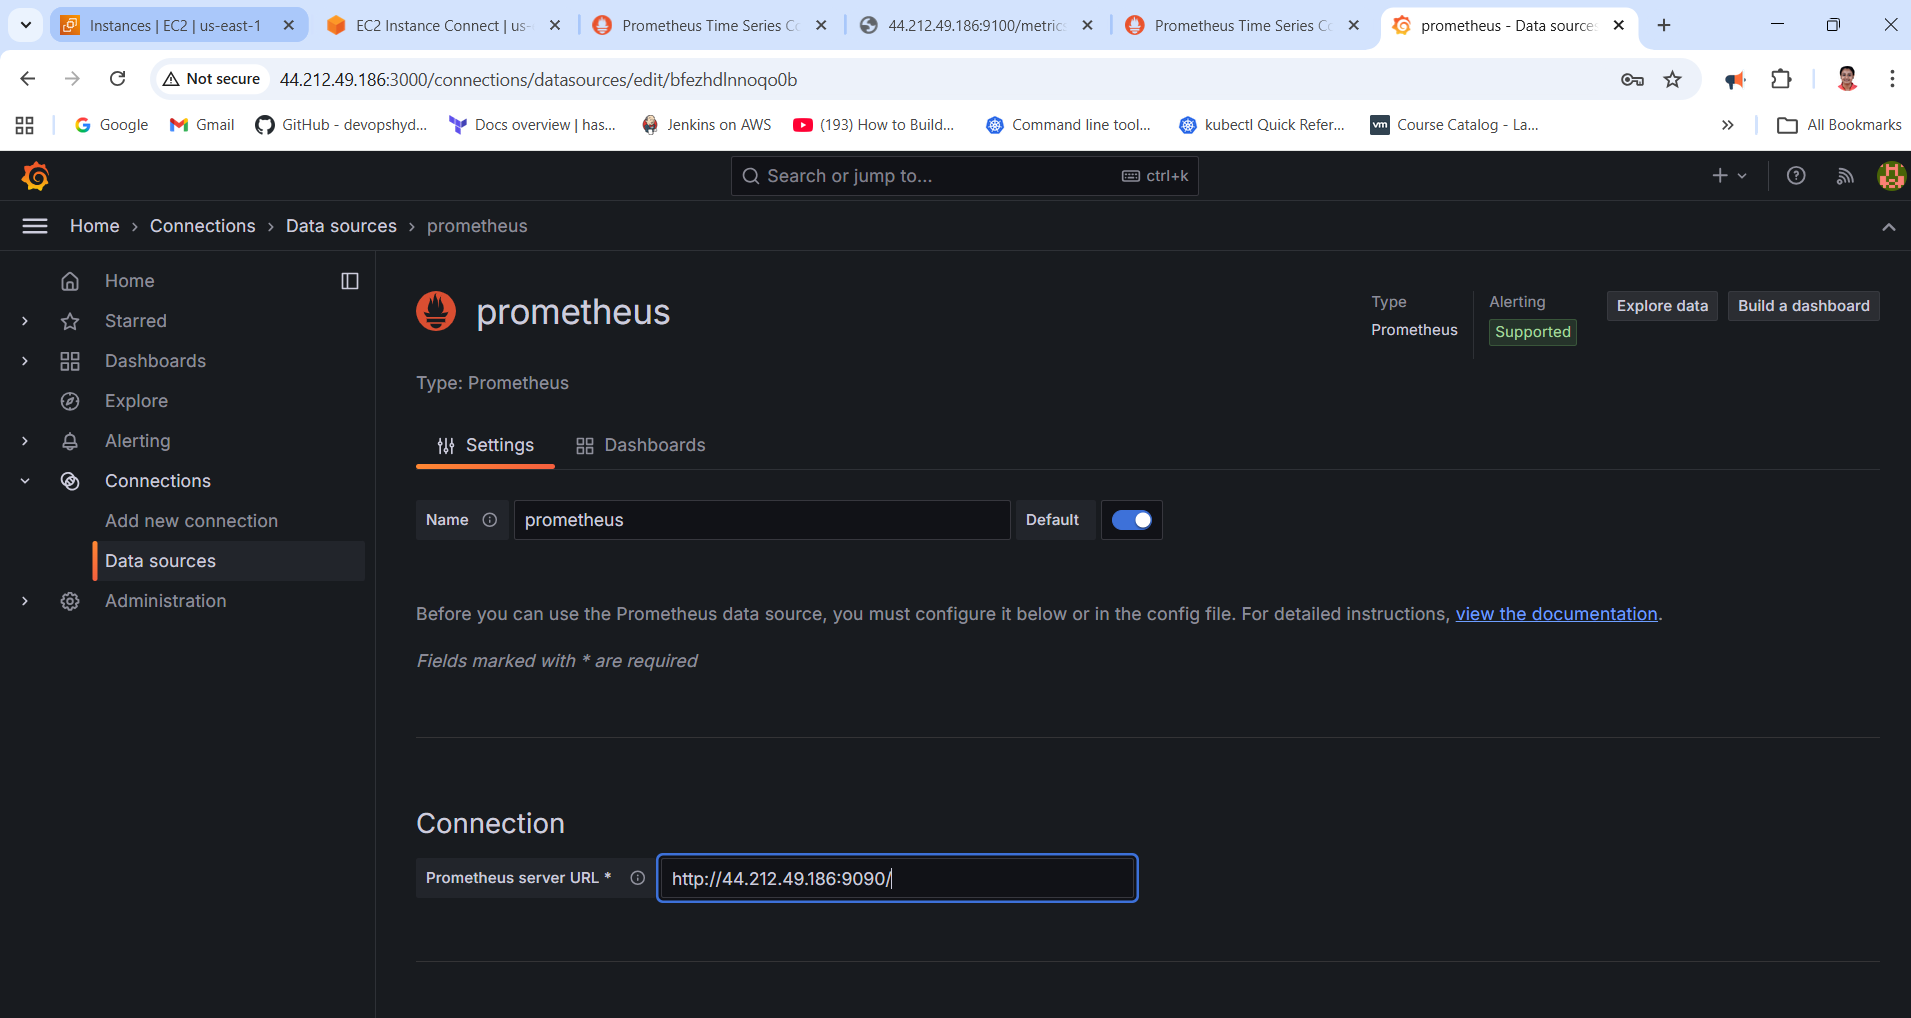 Instances | EC2 | us-east-1
EC2 Instance Connect | us-
Prometheus Time Series Co
44.212.49.186:9100/metrics
Prometheus Time Series Co
prometheus - Data sources
Not secure
44.212.49.186:3000/connections/datasources/edit/bfezhdlnnoqo0b
Google
Gmail
GitHub - devopshyd...
Docs overview | has...
Jenkins on AWS
(193) How to Build...
Command line tool...
kubectl Quick Refer...
vm
Course Catalog - La...
All Bookmarks
Search or jump to...
ctrl+k
Home > Connections > Data sources > prometheus
Home
Starred
Dashboards
Explore
Alerting
Connections
Add new connection
Data sources
Administration
prometheus
Type
Prometheus
Alerting
Supported
Explore data
Build a dashboard
Type: Prometheus
Settings
Dashboards
Name
prometheus
Default
Before you can use the Prometheus data source, you must configure it below or in the config file. For detailed instructions, view the documentation.
Fields marked with * are required
Connection
Prometheus server URL *
http://44.212.49.186:9090/